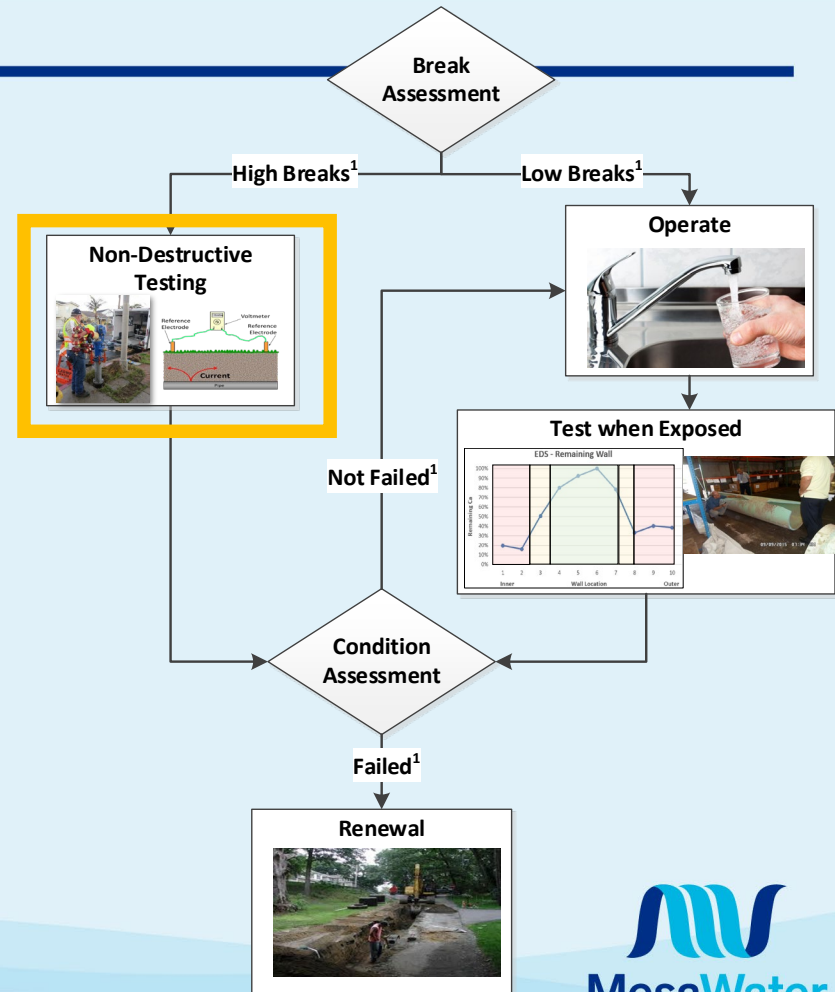 Break
Assessment
High Breaks1
Low Breaks1
Non-Destructive
Testing
Reference
Electrode
Voltmeter
Reference
Electrode
Current
Pipe
Operate
Test when Exposed
EDS - Remaining Wall
Remaining Ca
100%
90%
80%
70%
60%
50%
40%
30%
20%
10%
0%
1 2 3 4 5 6 7 8 9 10
Inner Wall Location Outer
Not Failed1
Condition
Assessment
Failed1
Renewal
MesaWater